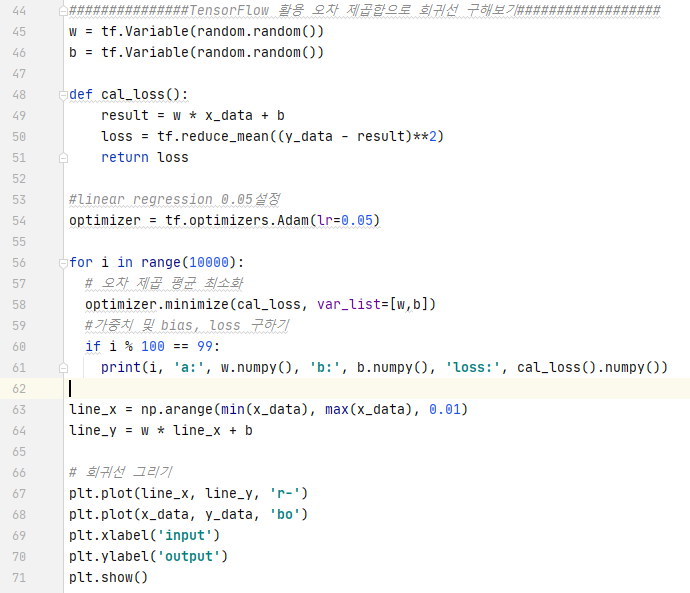 44 ###############TensorFlow 활용 오차 제곱합으로 회귀선 구해보기##################
45 w = tf.Variable(random.random())
46 b = tf.Variable(random.random())
47
48 def cal_loss():
49     result = w * x_data + b
50     loss = tf.reduce_mean((y_data - result)**2)
51     return loss
52
53 #linear regression 0.05설정
54 optimizer = tf.optimizers.Adam(lr=0.05)
55
56 for i in range(10000):
57   # 오차 제곱 평균 최소화
58   optimizer.minimize(cal_loss, var_list=[w,b])
59   #가중치 및 bias, loss 구하기
60   if i % 100 == 99:
61     print(i, 'a:', w.numpy(), 'b:', b.numpy(), 'loss:', cal_loss().numpy())
62
63 line_x = np.arange(min(x_data), max(x_data), 0.01)
64 line_y = w * line_x + b
65
66 # 회귀선 그리기
67 plt.plot(line_x, line_y, 'r-')
68 plt.plot(x_data, y_data, 'bo')
69 plt.xlabel('input')
70 plt.ylabel('output')
71 plt.show()